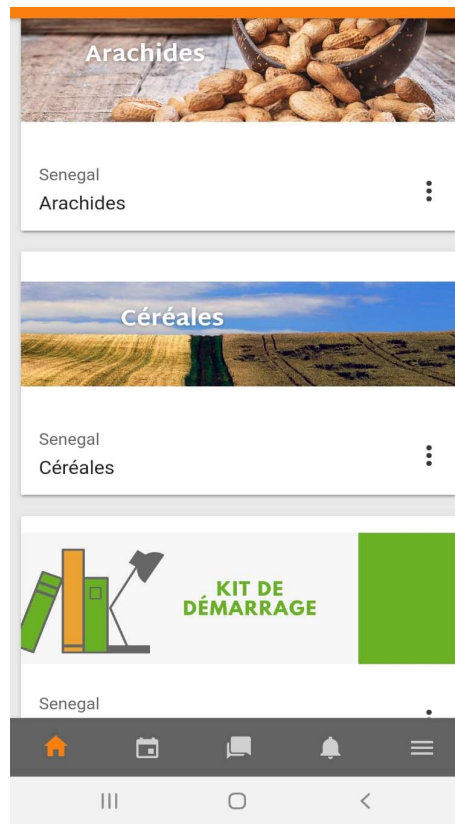 Arachides
Senegal
Arachides
Céréales
Senegal
Céréales
KIT DE
DÉMARRAGE
Senegal